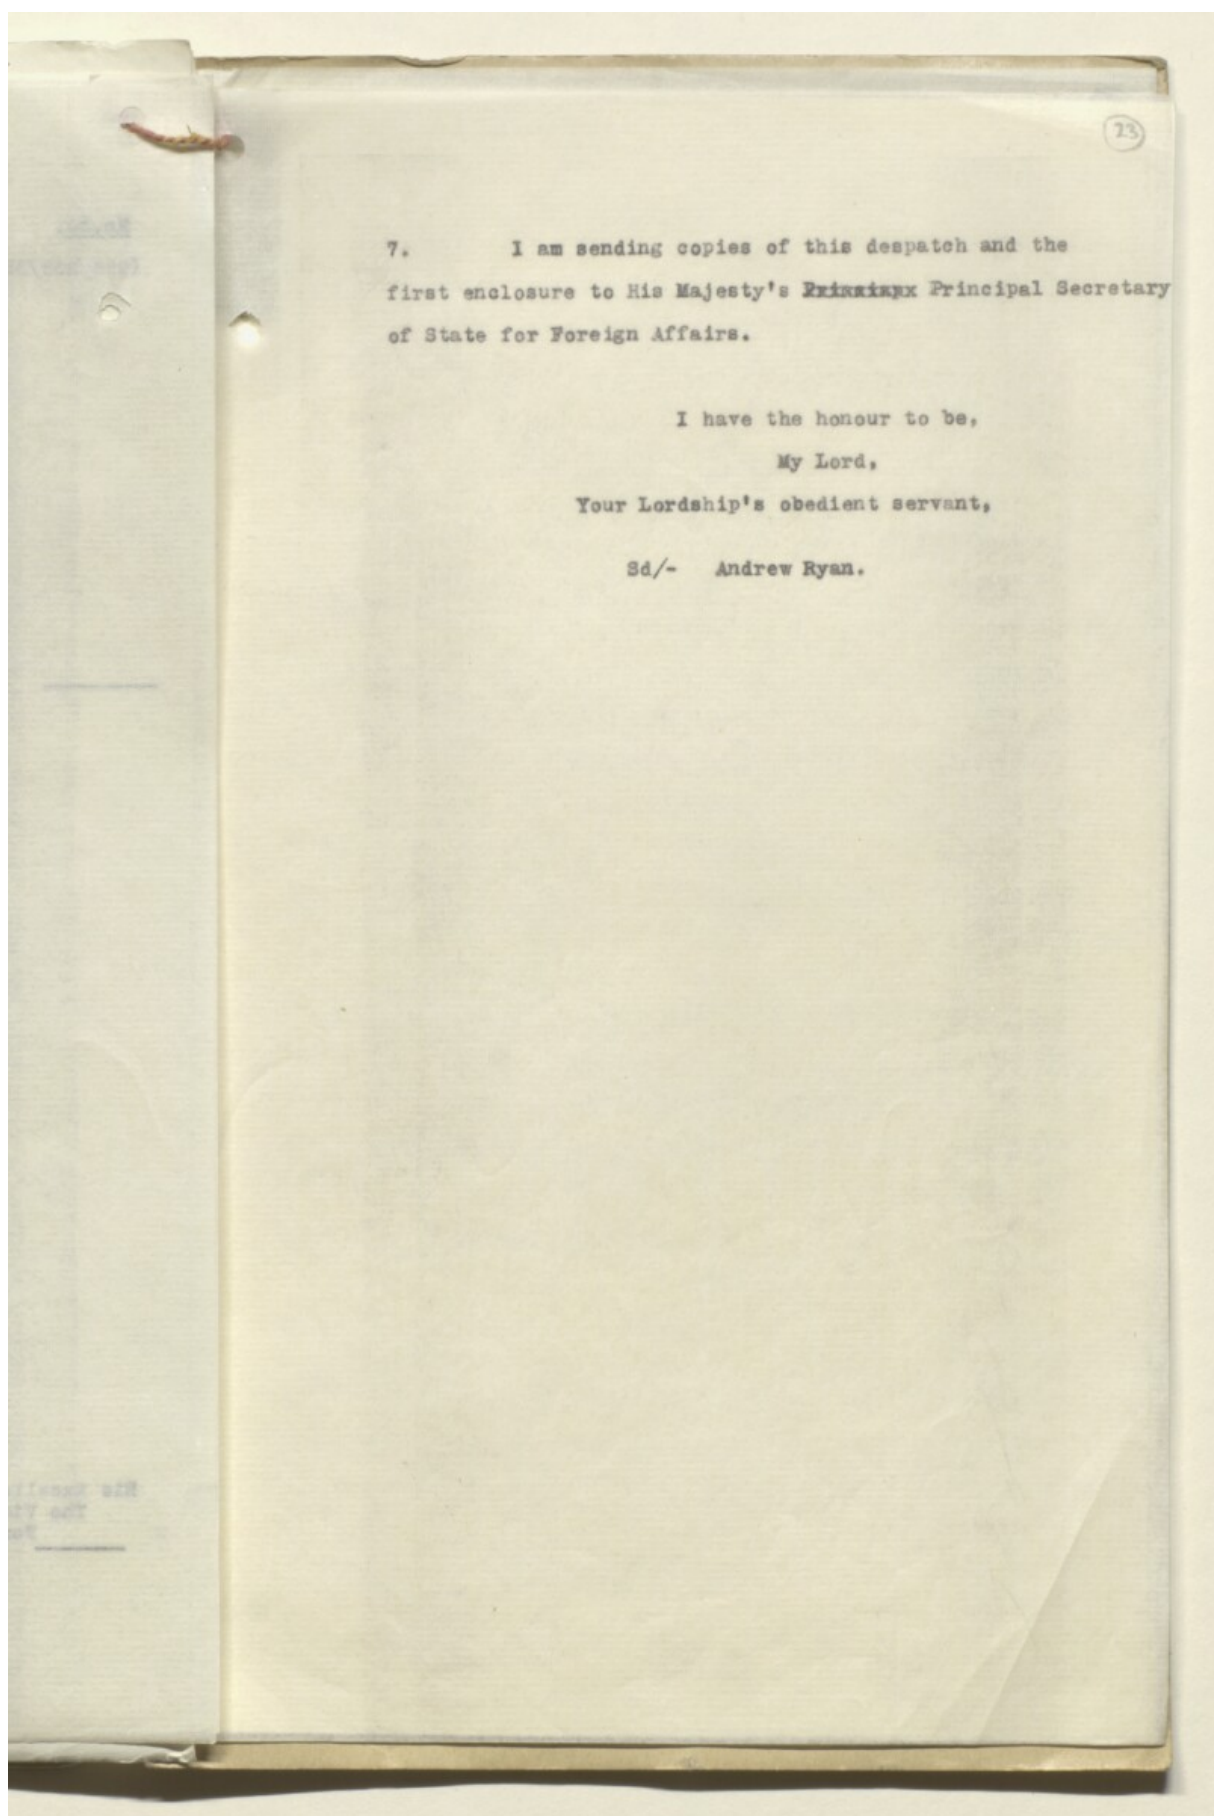 23
7. I am sending copies of this despatch and the
first enclosure to His Majesty's Principal Secretary
of State for Foreign Affairs.
I have the honour to be,
My Lord,
Your Lordship's obedient servant,
Sd/- Andrew Ryan.